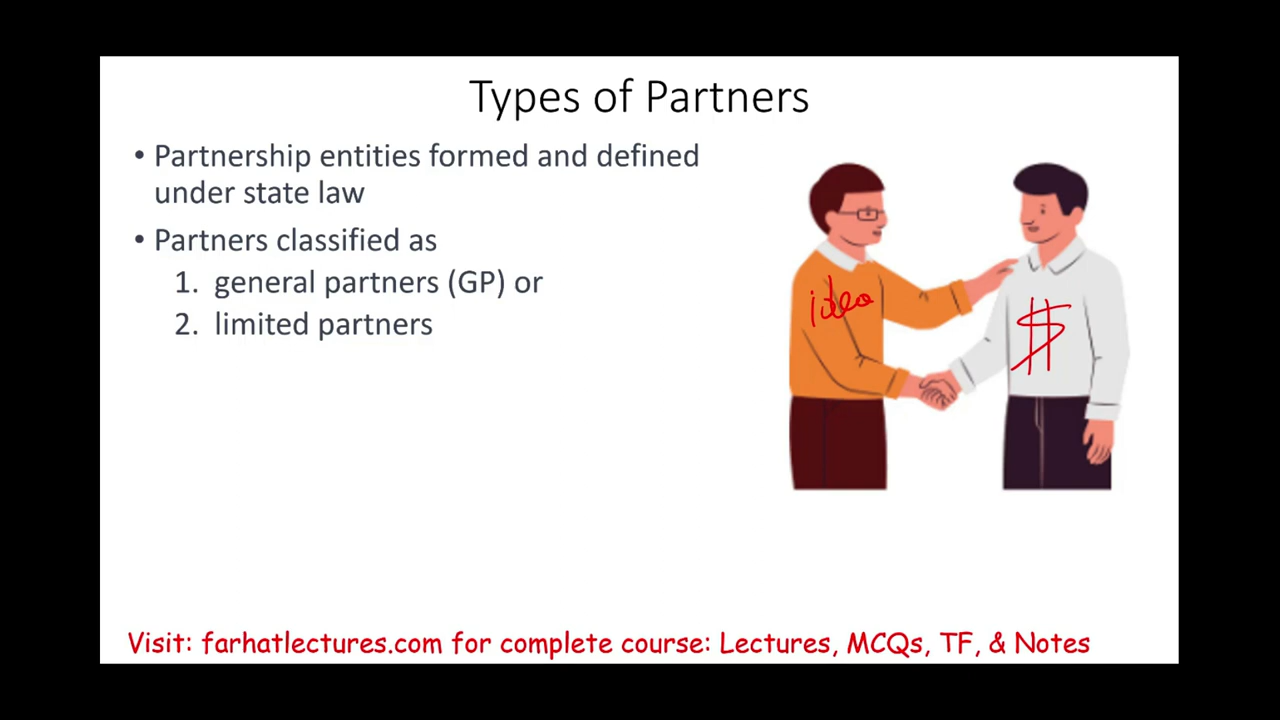 Types of Partners
• Partnership entities formed and defined
under state law
• Partners classified as
1. general partners (GP) or
2. limited partners
idea
$
Visit: farhatlectures.com for complete course: Lectures, MCQs, TF, & Notes